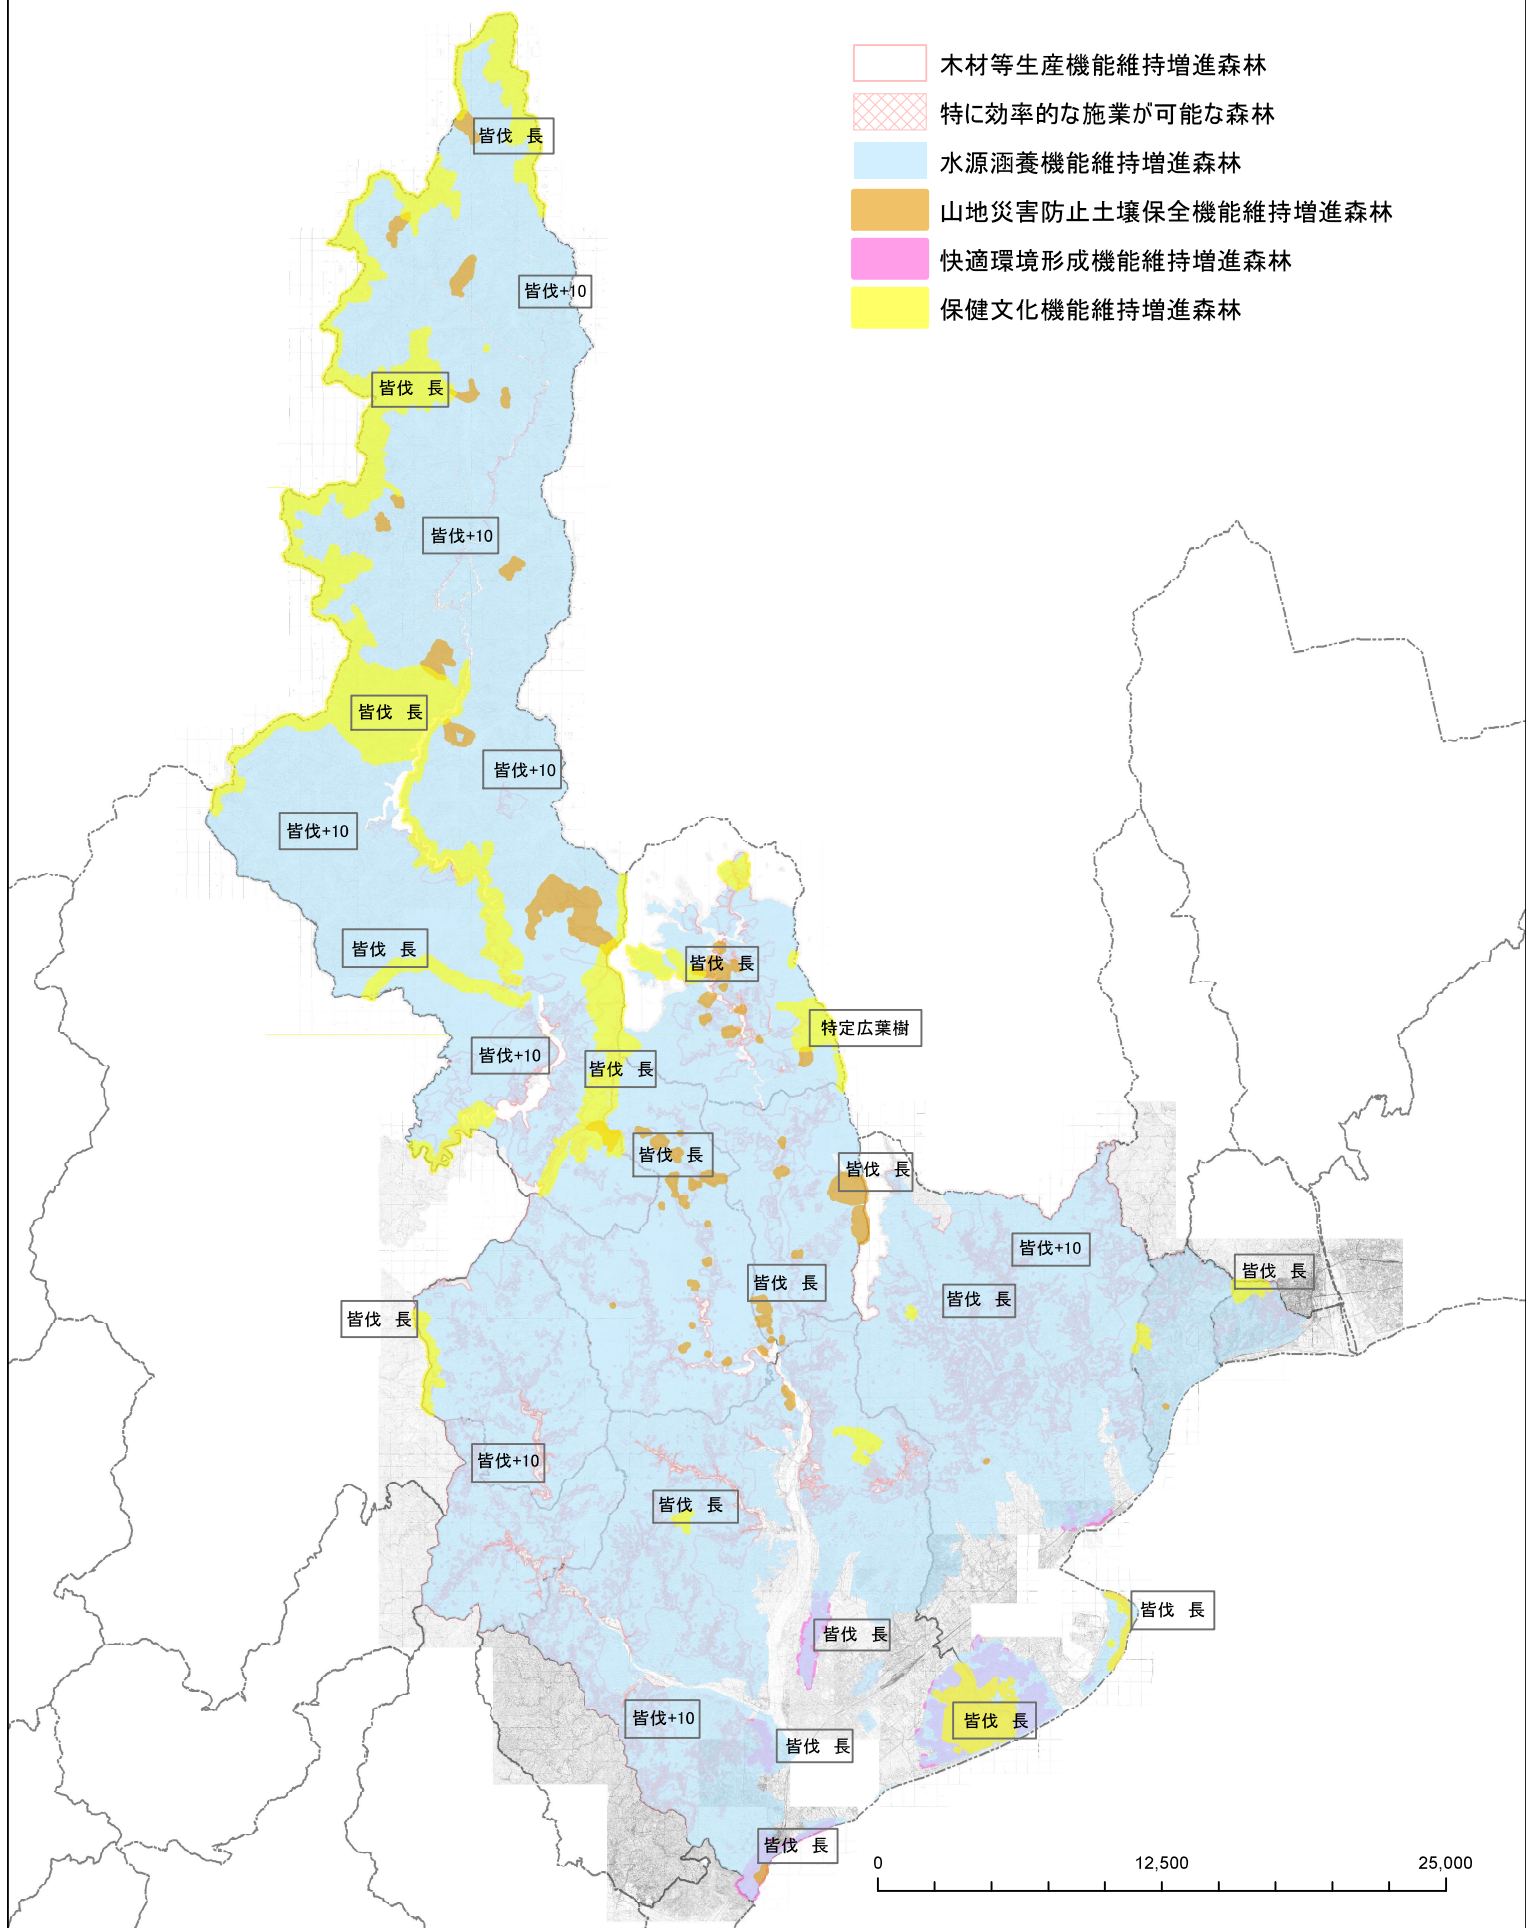 木材等生産機能維持増進森林
特に効率的な施業が可能な森林
水源涵養機能維持増進森林
山地災害防止土壌保全機能維持増進森林
快適環境形成機能維持増進森林
保健文化機能維持増進森林
皆伐 長
皆伐+10
皆伐 長
皆伐+10
皆伐 長
皆伐+10
皆伐+10
皆伐 長
皆伐 長
特定広葉樹
皆伐+10
皆伐 長
皆伐 長
皆伐 長
皆伐+10
皆伐 長
皆伐 長
皆伐 長
皆伐 長
皆伐+10
皆伐 長
皆伐 長
皆伐 長
皆伐+10
皆伐 長
皆伐 長
皆伐 長
0 12,500 25,000